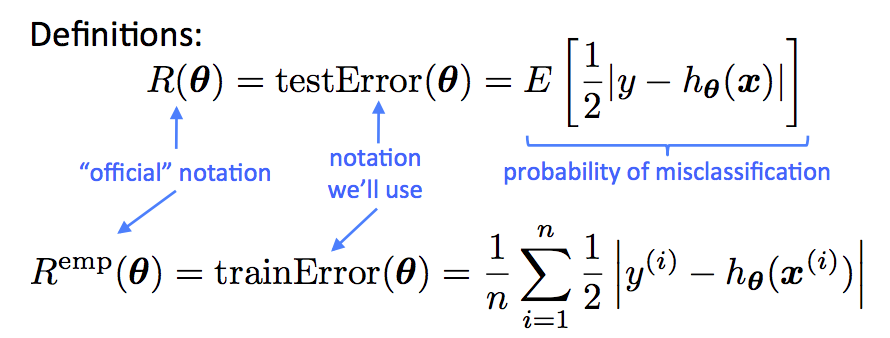 Definitions:
R(θ) = testError(θ) = E [ 1/2 |y − h_θ(x)| ]
“official” notation
notation
we’ll use
probability of misclassification
R^emp(θ) = trainError(θ) = 1/n ∑_{i=1}^{n} 1/2 |y^(i) − h_θ(x^(i))|